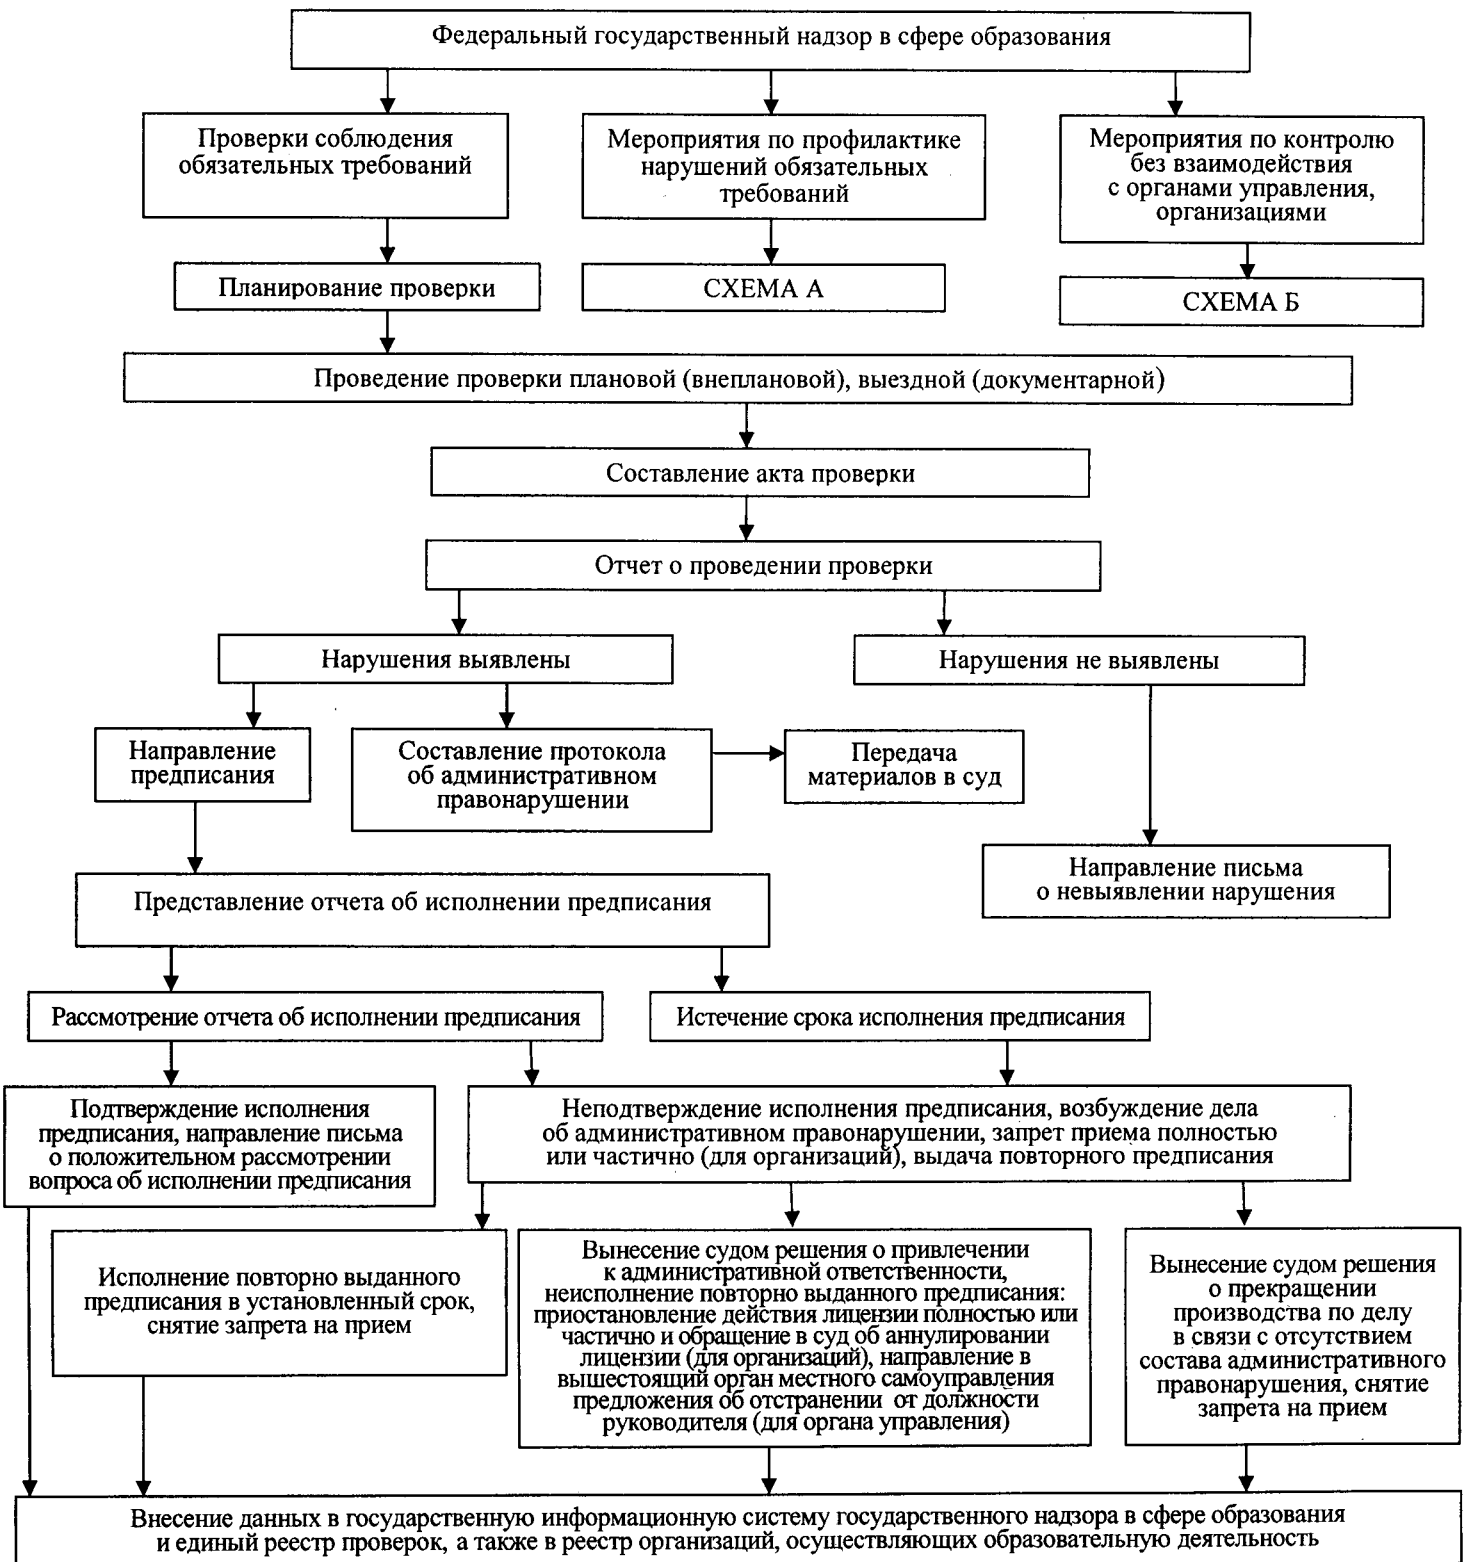 Федеральный государственный надзор в сфере образования
Проверки соблюдения
обязательных требований
Мероприятия по профилактике
нарушений обязательных
требований
Мероприятия по контролю
без взаимодействия
с органами управления,
организациями
Планирование проверки
СХЕМА А
СХЕМА Б
Проведение проверки плановой (внеплановой), выездной (документарной)
Составление акта проверки
Отчет о проведении проверки
Нарушения выявлены
Нарушения не выявлены
Направление
предписания
Составление протокола
об административном
правонарушении
Передача
материалов в суд
Направление письма
о невыявлении нарушения
Представление отчета об исполнении предписания
Рассмотрение отчета об исполнении предписания
Истечение срока исполнения предписания
Подтверждение исполнения
предписания, направление письма
о положительном рассмотрении
вопроса об исполнении предписания
Неподтверждение исполнения предписания, возбуждение дела
об административном правонарушении, запрет приема полностью
или частично (для организаций), выдача повторного предписания
Исполнение повторно выданного
предписания в установленный срок,
снятие запрета на прием
Вынесение судом решения о привлечении
к административной ответственности,
неисполнение повторно выданного предписания:
приостановление действия лицензии полностью или
частично и обращение в суд об аннулировании
лицензии (для организаций), направление в
вышестоящий орган местного самоуправления
предложения об отстранении от должности
руководителя (для органа управления)
Вынесение судом решения
о прекращении
производства по делу
в связи с отсутствием
состава административного
правонарушения, снятие
запрета на прием
Внесение данных в государственную информационную систему государственного надзора в сфере образования
и единый реестр проверок, а также в реестр организаций, осуществляющих образовательную деятельность